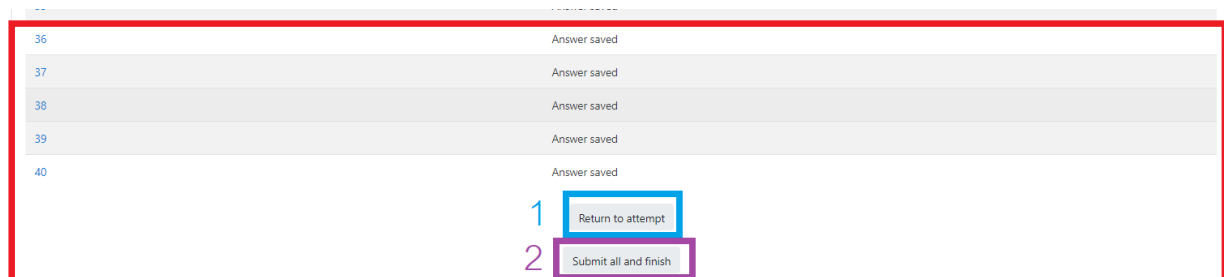 36 Answer saved
37 Answer saved
38 Answer saved
39 Answer saved
40 Answer saved
1 Return to attempt
2 Submit all and finish